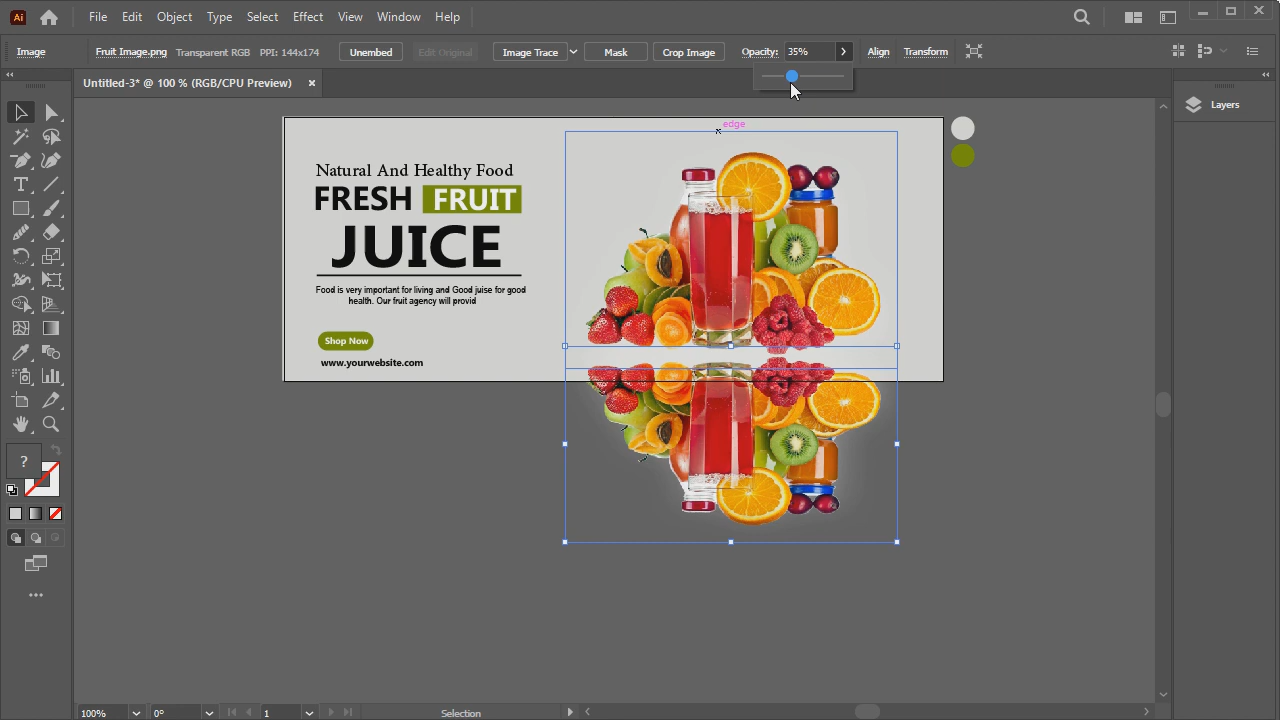 Ai File Edit Object Type Select Effect View Window Help
Image Fruit Image.png Transparent RGB PPI: 144x174 Unembed Edit Original Image Trace Mask Crop Image Opacity: 35% Align Transform
Untitled-3* @ 100 % (RGB/CPU Preview)
Layers
edge
Natural And Healthy Food
FRESH FRUIT
JUICE
Food is very important for living and Good juise for good
health. Our fruit agency will provid
Shop Now
www.yourwebsite.com
?
100% 0° 1 Selection